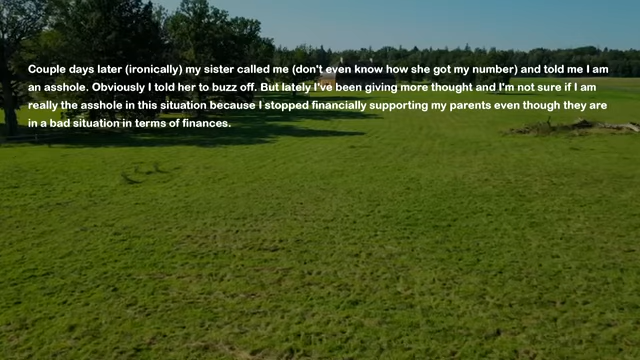 Couple days later (ironically) my sister called me (don't even know how she got my number) and told me I am
an asshole. Obviously I told her to buzz off. But lately I've been giving more thought and I'm not sure if I am
really the asshole in this situation because I stopped financially supporting my parents even though they are
in a bad situation in terms of finances.